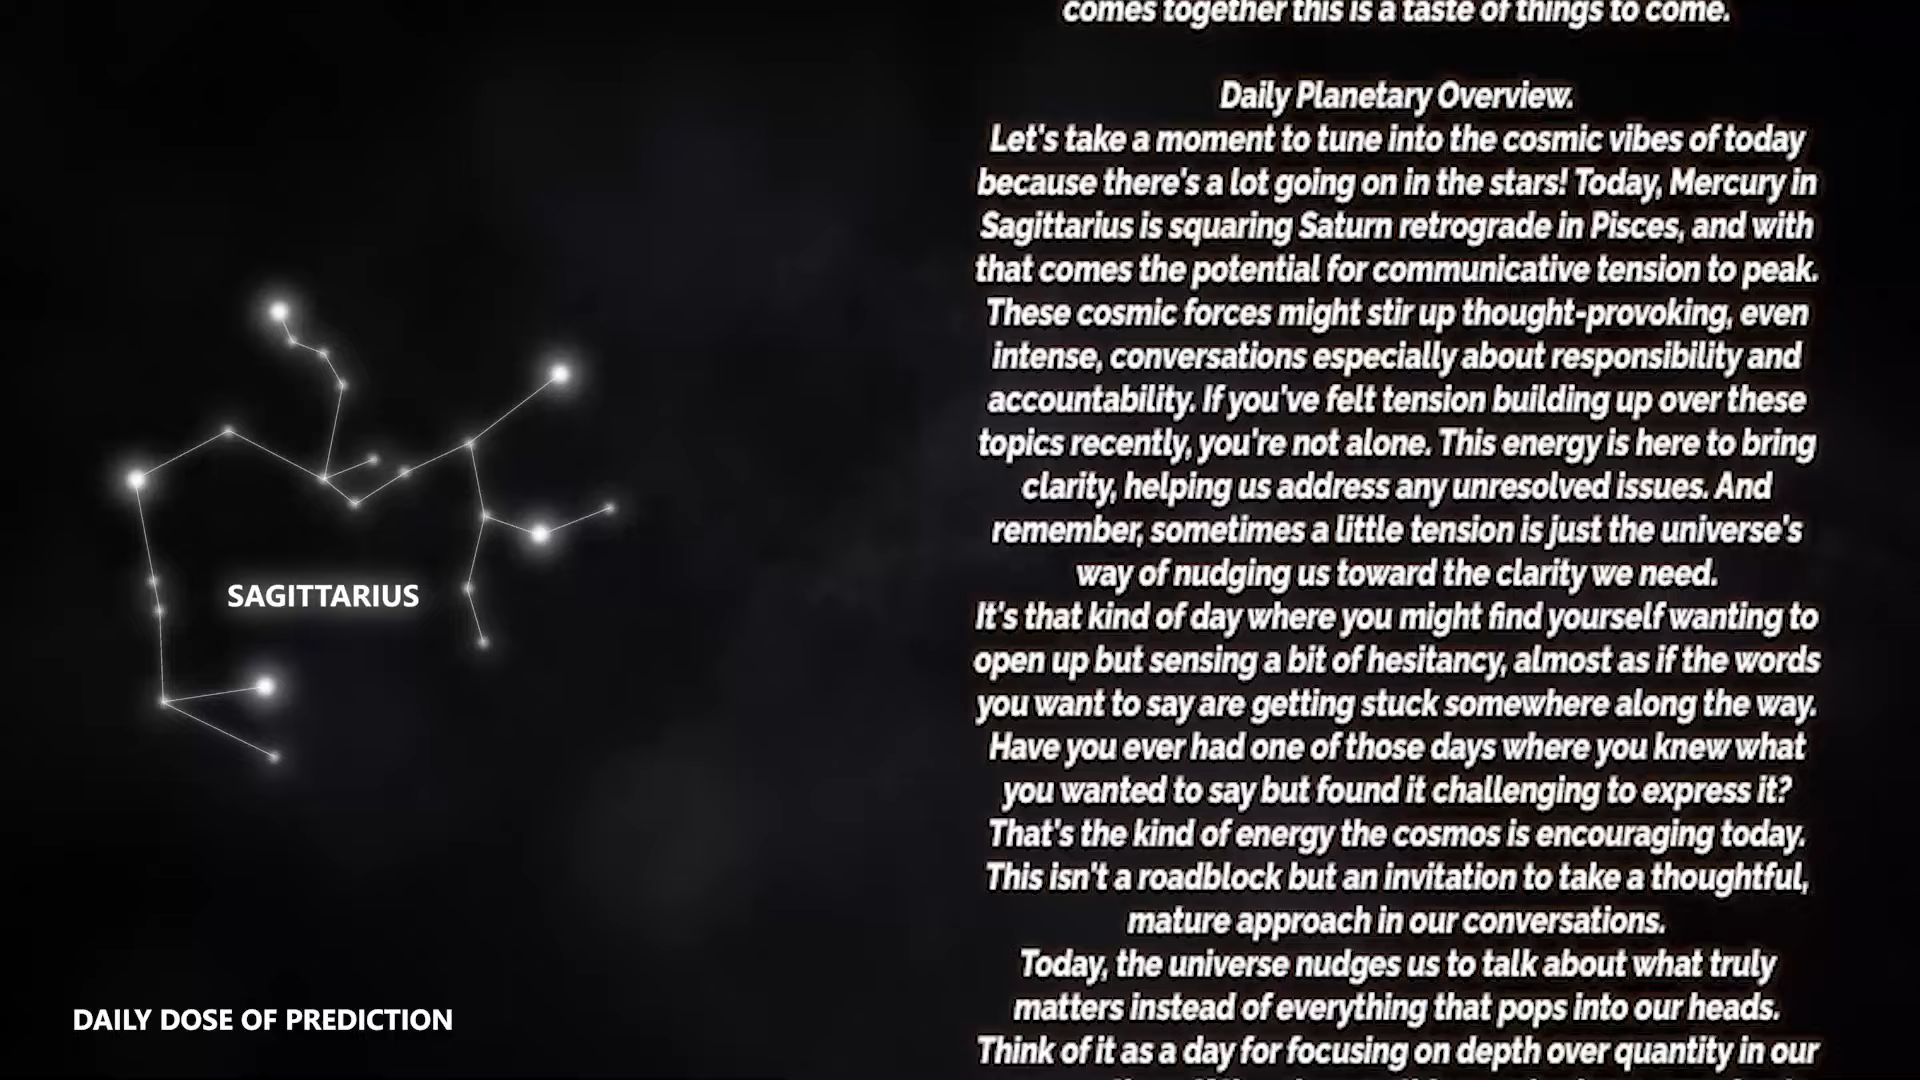 comes together this is a taste of things to come.
Daily Planetary Overview.
Let's take a moment to tune into the cosmic vibes of today
because there's a lot going on in the stars! Today, Mercury in
Sagittarius is squaring Saturn retrograde in Pisces, and with
that comes the potential for communicative tension to peak.
These cosmic forces might stir up thought-provoking, even
intense, conversations especially about responsibility and
accountability. If you've felt tension building up over these
topics recently, you're not alone. This energy is here to bring
clarity, helping us address any unresolved issues. And
remember, sometimes a little tension is just the universe's
way of nudging us toward the clarity we need.
It's that kind of day where you might find yourself wanting to
open up but sensing a bit of hesitancy, almost as if the words
you want to say are getting stuck somewhere along the way.
Have you ever had one of those days where you knew what
you wanted to say but found it challenging to express it?
That's the kind of energy the cosmos is encouraging today.
This isn't a roadblock but an invitation to take a thoughtful,
mature approach in our conversations.
Today, the universe nudges us to talk about what truly
matters instead of everything that pops into our heads.
Think of it as a day for focusing on depth over quantity in our
SAGITTARIUS
DAILY DOSE OF PREDICTION